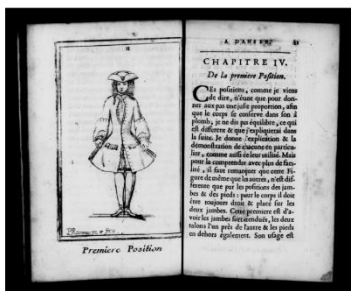 Premiere Position
A DANSER.
CHAPITRE IV.
De la premiere Position.
CEs positions, comme je viens
de dire, n'étant que pour don-
ner aux pas une juste proportion, afin
que le corps se conserve dans son à
plomb, je ne dis pas équilibre, ce qui
est different & que j'expliquerai dans
la suite. Je donne l'explication & la
démonstration de chacune en particu-
lier, comme aussi de leur utilité. Mais
pour la comprendre avec plus de faci-
lité, il faut remarquer que cette Fi-
gure de même que les autres, n'est dif-
ferente que par les positions des jam-
bes & des pieds : pour le corps il doit
être toujours droit & placé sur les
deux jambes. Cette premiere est d'a-
voir les jambes étenduës, les deux
talons l'un près de l'autre & les pieds
en dehors également. Son usage est